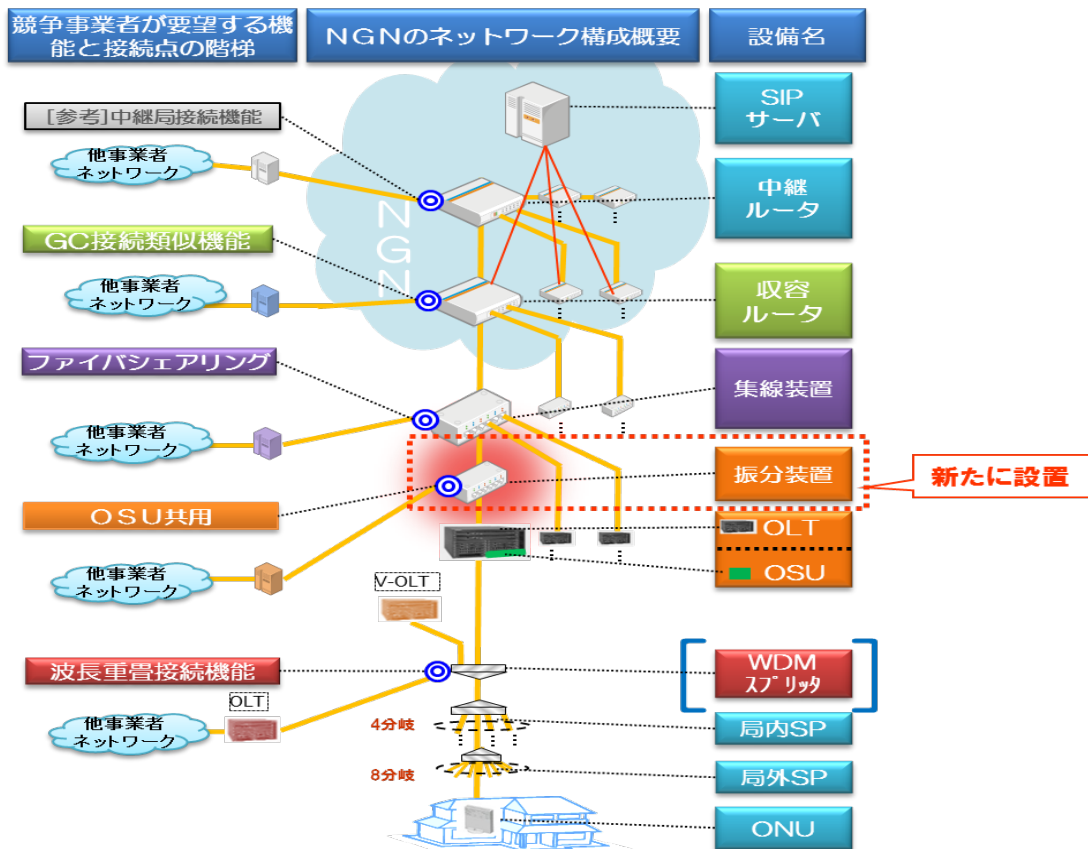 競争事業者が要望する機
能と接続点の階梯
NGNのネットワーク構成概要
設備名
[参考]中継局接続機能
他事業者
ネットワーク
GC接続類似機能
他事業者
ネットワーク
ファイバシェアリング
他事業者
ネットワーク
OSU共用
他事業者
ネットワーク
波長重畳接続機能
他事業者
ネットワーク
OLT
V-OLT
NGN
4分岐
8分岐
SIP
サーバ
中継
ルータ
収容
ルータ
集線装置
振分装置
新たに設置
OLT
OSU
WDM
スプリッタ
局内SP
局外SP
ONU